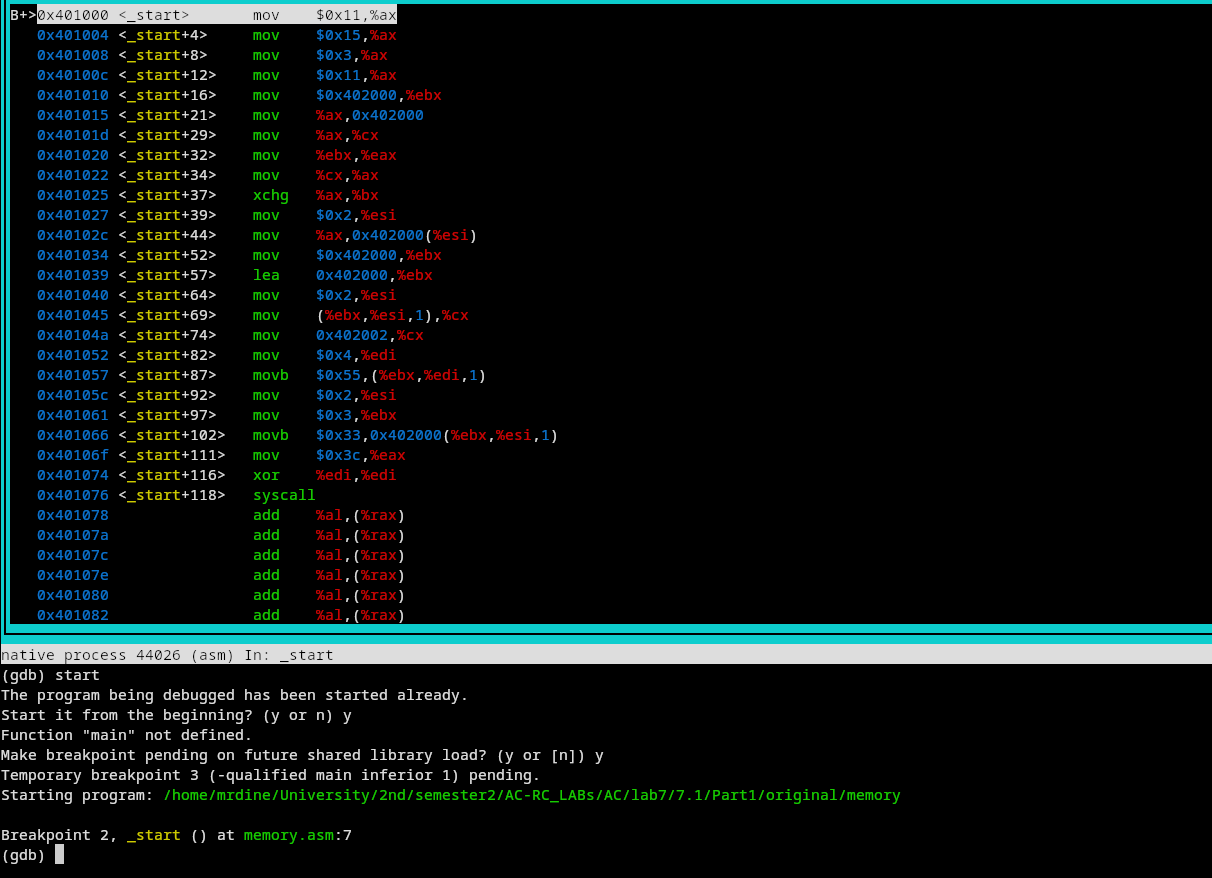 B+>0x401000 <_start>       mov    $0x11,%ax
0x401004 <_start+4>     mov    $0x15,%ax
0x401008 <_start+8>     mov    $0x3,%ax
0x40100c <_start+12>    mov    $0x11,%ax
0x401010 <_start+16>    mov    $0x402000,%ebx
0x401015 <_start+21>    mov    %ax,0x402000
0x40101d <_start+29>    mov    %ax,%cx
0x401020 <_start+32>    mov    %ebx,%eax
0x401022 <_start+34>    mov    %cx,%ax
0x401025 <_start+37>    xchg   %ax,%bx
0x401027 <_start+39>    mov    $0x2,%esi
0x40102c <_start+44>    mov    %ax,0x402000(%esi)
0x401034 <_start+52>    mov    $0x402000,%ebx
0x401039 <_start+57>    lea    0x402000,%ebx
0x401040 <_start+64>    mov    $0x2,%esi
0x401045 <_start+69>    mov    (%ebx,%esi,1),%cx
0x40104a <_start+74>    mov    0x402002,%cx
0x401052 <_start+82>    mov    $0x4,%edi
0x401057 <_start+87>    movb   $0x55,(%ebx,%edi,1)
0x40105c <_start+92>    mov    $0x2,%esi
0x401061 <_start+97>    mov    $0x3,%ebx
0x401066 <_start+102>   movb   $0x33,0x402000(%ebx,%esi,1)
0x40106f <_start+111>   mov    $0x3c,%eax
0x401074 <_start+116>   xor    %edi,%edi
0x401076 <_start+118>   syscall
0x401078                add    %al,(%rax)
0x40107a                add    %al,(%rax)
0x40107c                add    %al,(%rax)
0x40107e                add    %al,(%rax)
0x401080                add    %al,(%rax)
0x401082                add    %al,(%rax)
native process 44026 (asm) In: _start
(gdb) start
The program being debugged has been started already.
Start it from the beginning? (y or n) y
Function "main" not defined.
Make breakpoint pending on future shared library load? (y or [n]) y
Temporary breakpoint 3 (-qualified main inferior 1) pending.
Starting program: /home/mrdine/University/2nd/semester2/AC-RC_LABs/AC/lab7/7.1/Part1/original/memory
Breakpoint 2, _start () at memory.asm:7
(gdb)